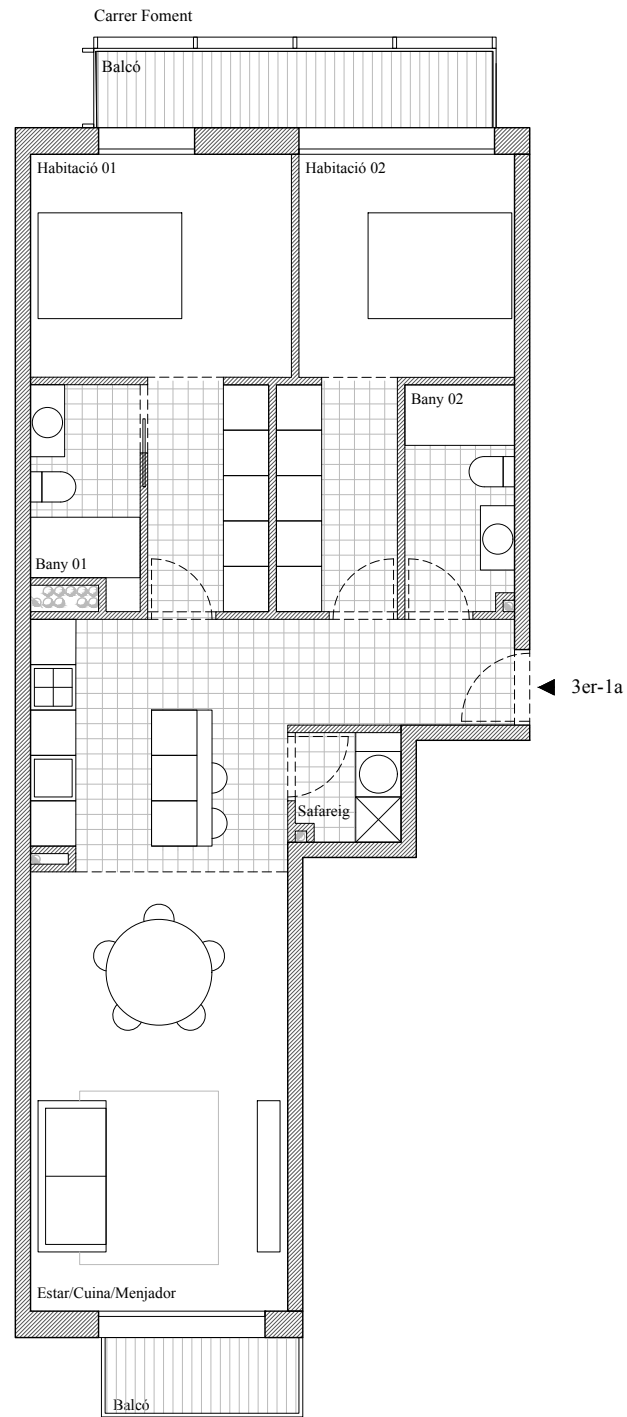 Carrer Foment
Balcó
Habitació 01
Habitació 02
Bany 02
Bany 01
3er-1a
Safareig
Estar/Cuina/Menjador
Balcó